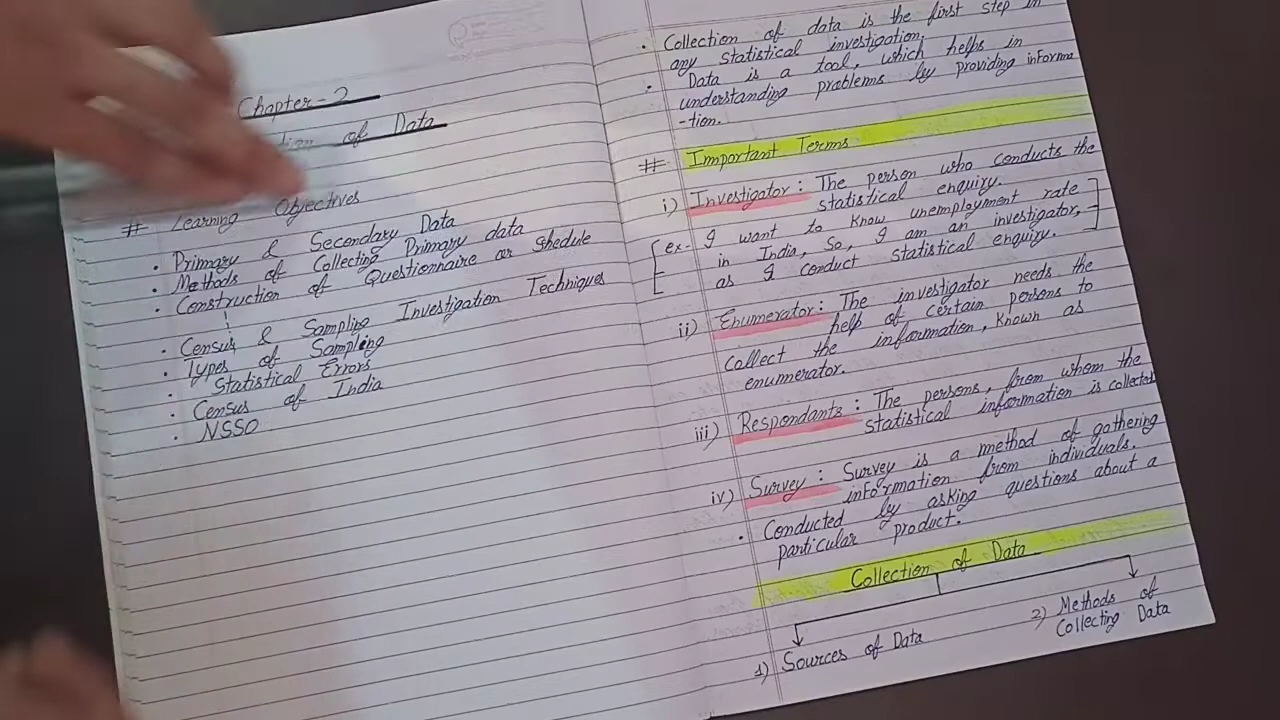 Chapter-2
of Data
# Learning Objectives
. Primary & Secondary Data
. Methods of Collecting Primary data
. Construction of Questionnaire or Shedule
. Census & Sampling Investigation Techniques
. Types of Sampling
. Statistical Errors
. Census of India
. NSSO
. Collection of data is the first step in
any statistical investigation.
. Data is a tool, which helps in
understanding problems by providing informa
-tion.
# Important Terms
i) Investigator: The person who conducts the
statistical enquiry.
[ex- I want to know unemployment rate
in India, So, I am an investigator,
as I conduct statistical enquiry.]
ii) Enumerator: The investigator needs the
help of certain persons to
collect the information, known as
enumerator.
iii) Respondants: The persons, from whom the
statistical information is collected
iv) Survey: Survey is a method of gathering
information from individuals.
. Conducted by asking questions about a
particular product.
Collection of Data
1) Sources of Data
2) Methods of
Collecting Data